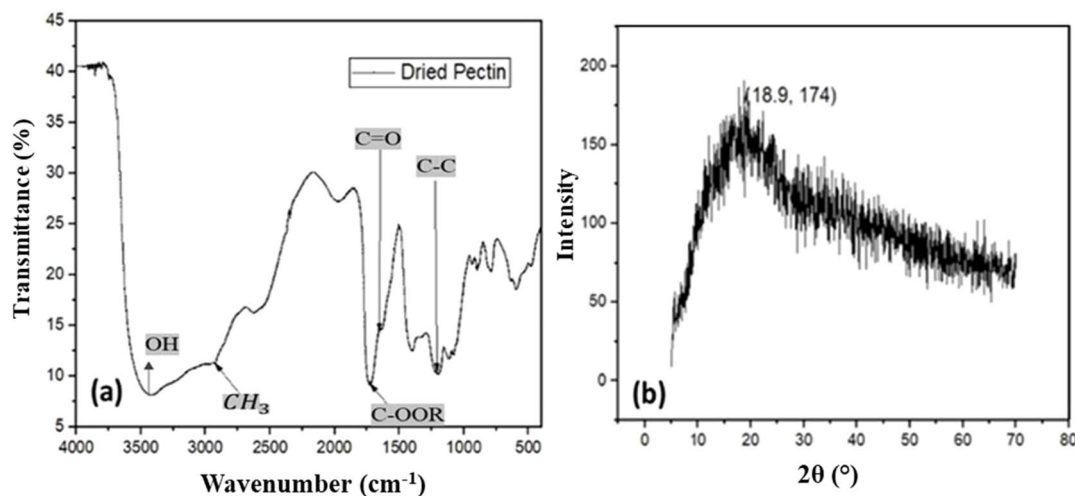 45
40
35
30
25
20
15
10
5
Transmittance (%)
Dried Pectin
C=O
C-C
OH
CH3
C-OOR
(a)
4000 3500 3000 2500 2000 1500 1000 500
Wavenumber (cm-1)
200
150
100
50
0
Intensity
(18.9, 174)
(b)
0 10 20 30 40 50 60 70 80
2θ (°)